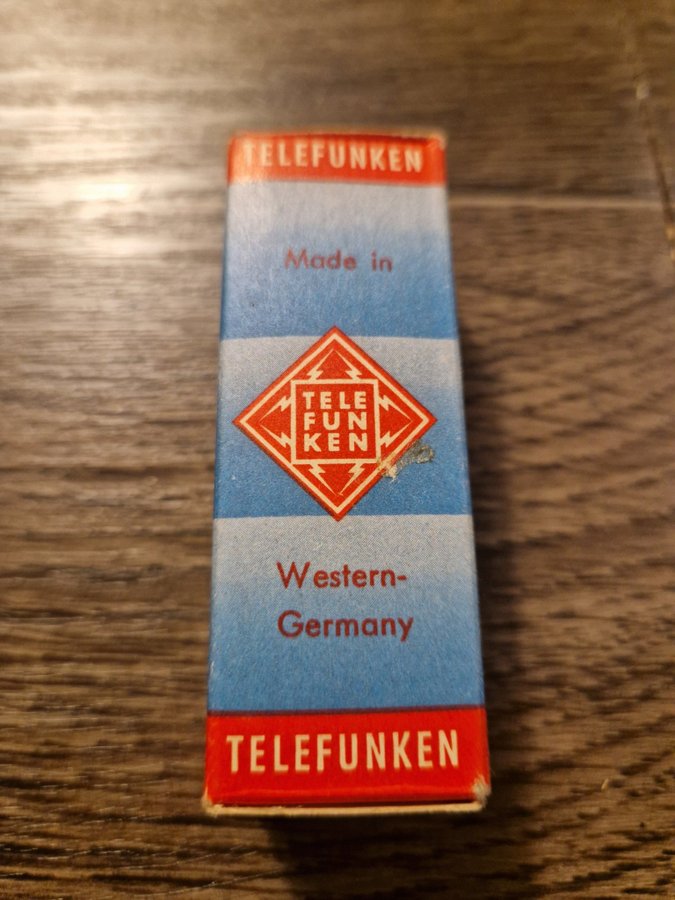 TELEFUNKEN
Made in
TELE
FUN
KEN
Western-
Germany
TELEFUNKEN